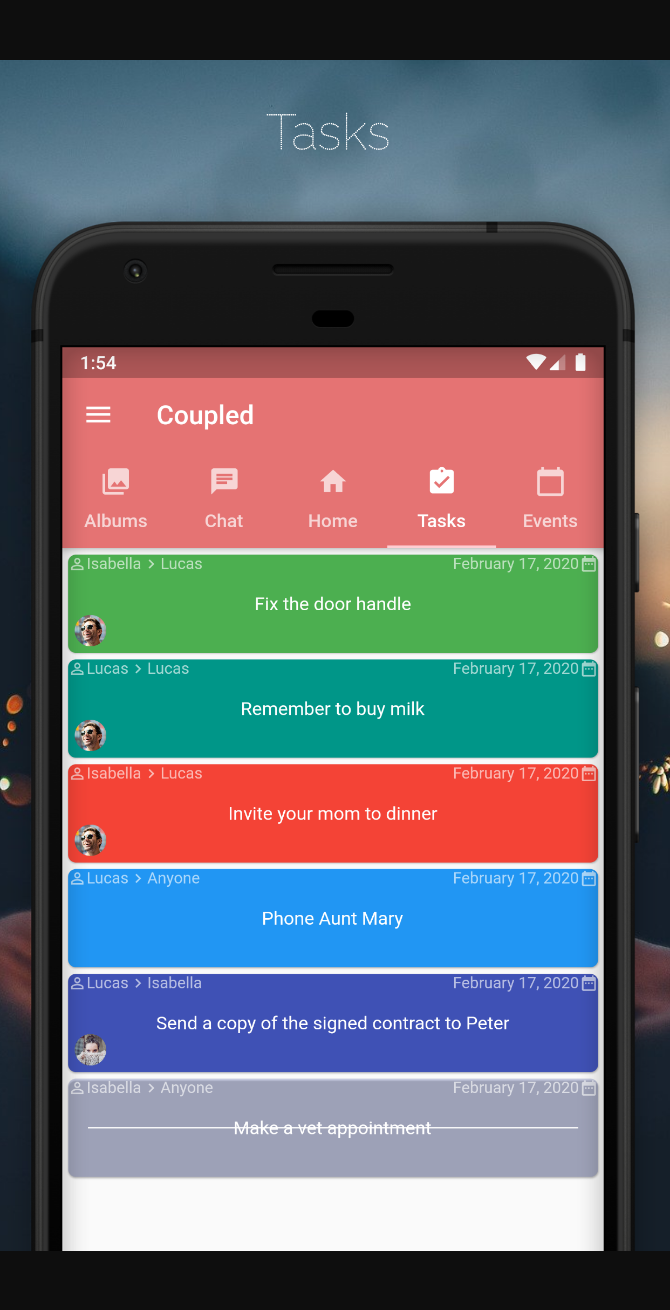 Tasks
1:54
Coupled
Albums Chat Home Tasks Events
Isabella > Lucas February 17, 2020
Fix the door handle
Lucas > Lucas February 17, 2020
Remember to buy milk
Isabella > Lucas February 17, 2020
Invite your mom to dinner
Lucas > Anyone February 17, 2020
Phone Aunt Mary
Lucas > Isabella February 17, 2020
Send a copy of the signed contract to Peter
Isabella > Anyone February 17, 2020
Make a vet appointment